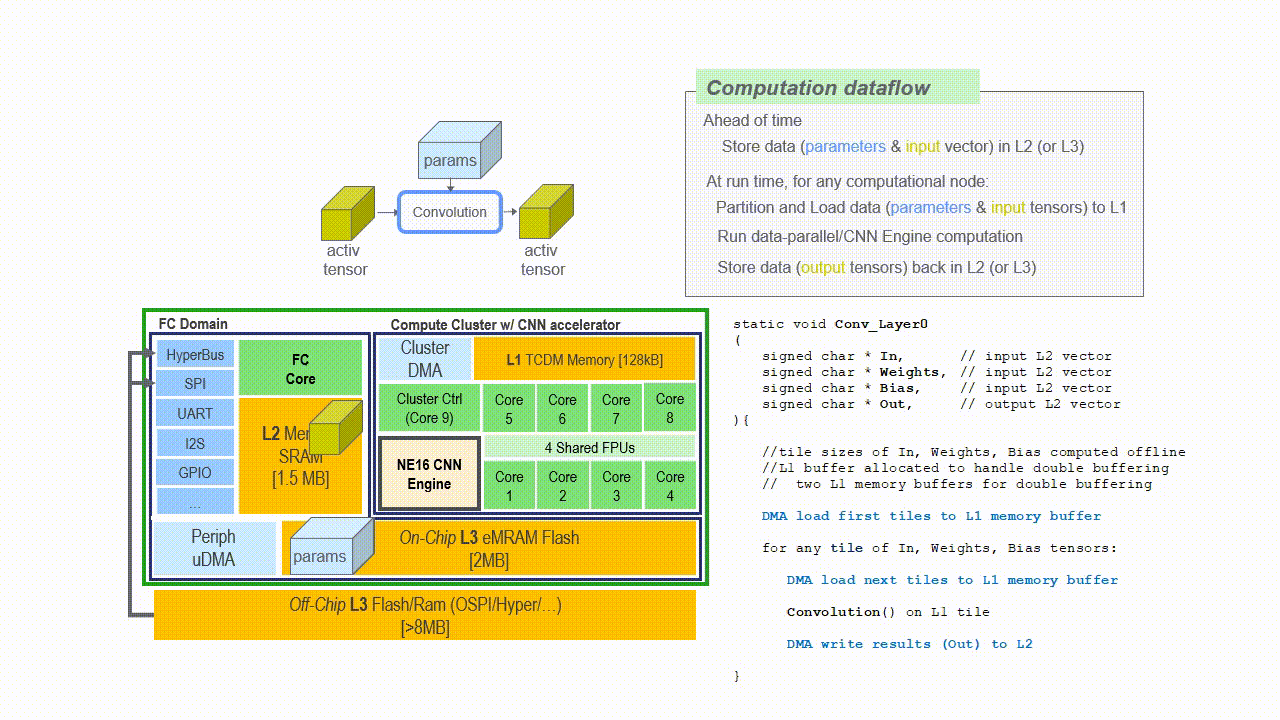 Computation dataflow
Ahead of time
Store data (parameters & input vector) in L2 (or L3)
At run time, for any computational node:
Partition and Load data (parameters & input tensors) to L1
Run data-parallel/CNN Engine computation
Store data (output tensors) back in L2 (or L3)
params
Convolution
activ
tensor
activ
tensor
FC Domain
HyperBus
SPI
UART
I2S
GPIO
...
FC
Core
L2
SRAM
[1.5 MB]
Compute Cluster w/ CNN accelerator
Cluster
DMA
L1 TCDM Memory [128kB]
Cluster Ctrl
(Core 9)
Core
5
Core
6
Core
7
Core
8
NE16 CNN
Engine
4 Shared FPUs
Core
1
Core
2
Core
3
Core
4
Periph
uDMA
params
On-Chip L3 eMRAM Flash
[2MB]
Off-Chip L3 Flash/Ram (OSPI/Hyper/…)
[>8MB]
static void Conv_Layer0
(
signed char * In, // input L2 vector
signed char * Weights, // input L2 vector
signed char * Bias, // input L2 vector
signed char * Out, // output L2 vector
){
//tile sizes of In, Weights, Bias computed offline
//L1 buffer allocated to handle double buffering
// two L1 memory buffers for double buffering
DMA load first tiles to L1 memory buffer
for any tile of In, Weights, Bias tensors:
DMA load next tiles to L1 memory buffer
Convolution() on L1 tile
DMA write results (Out) to L2
}